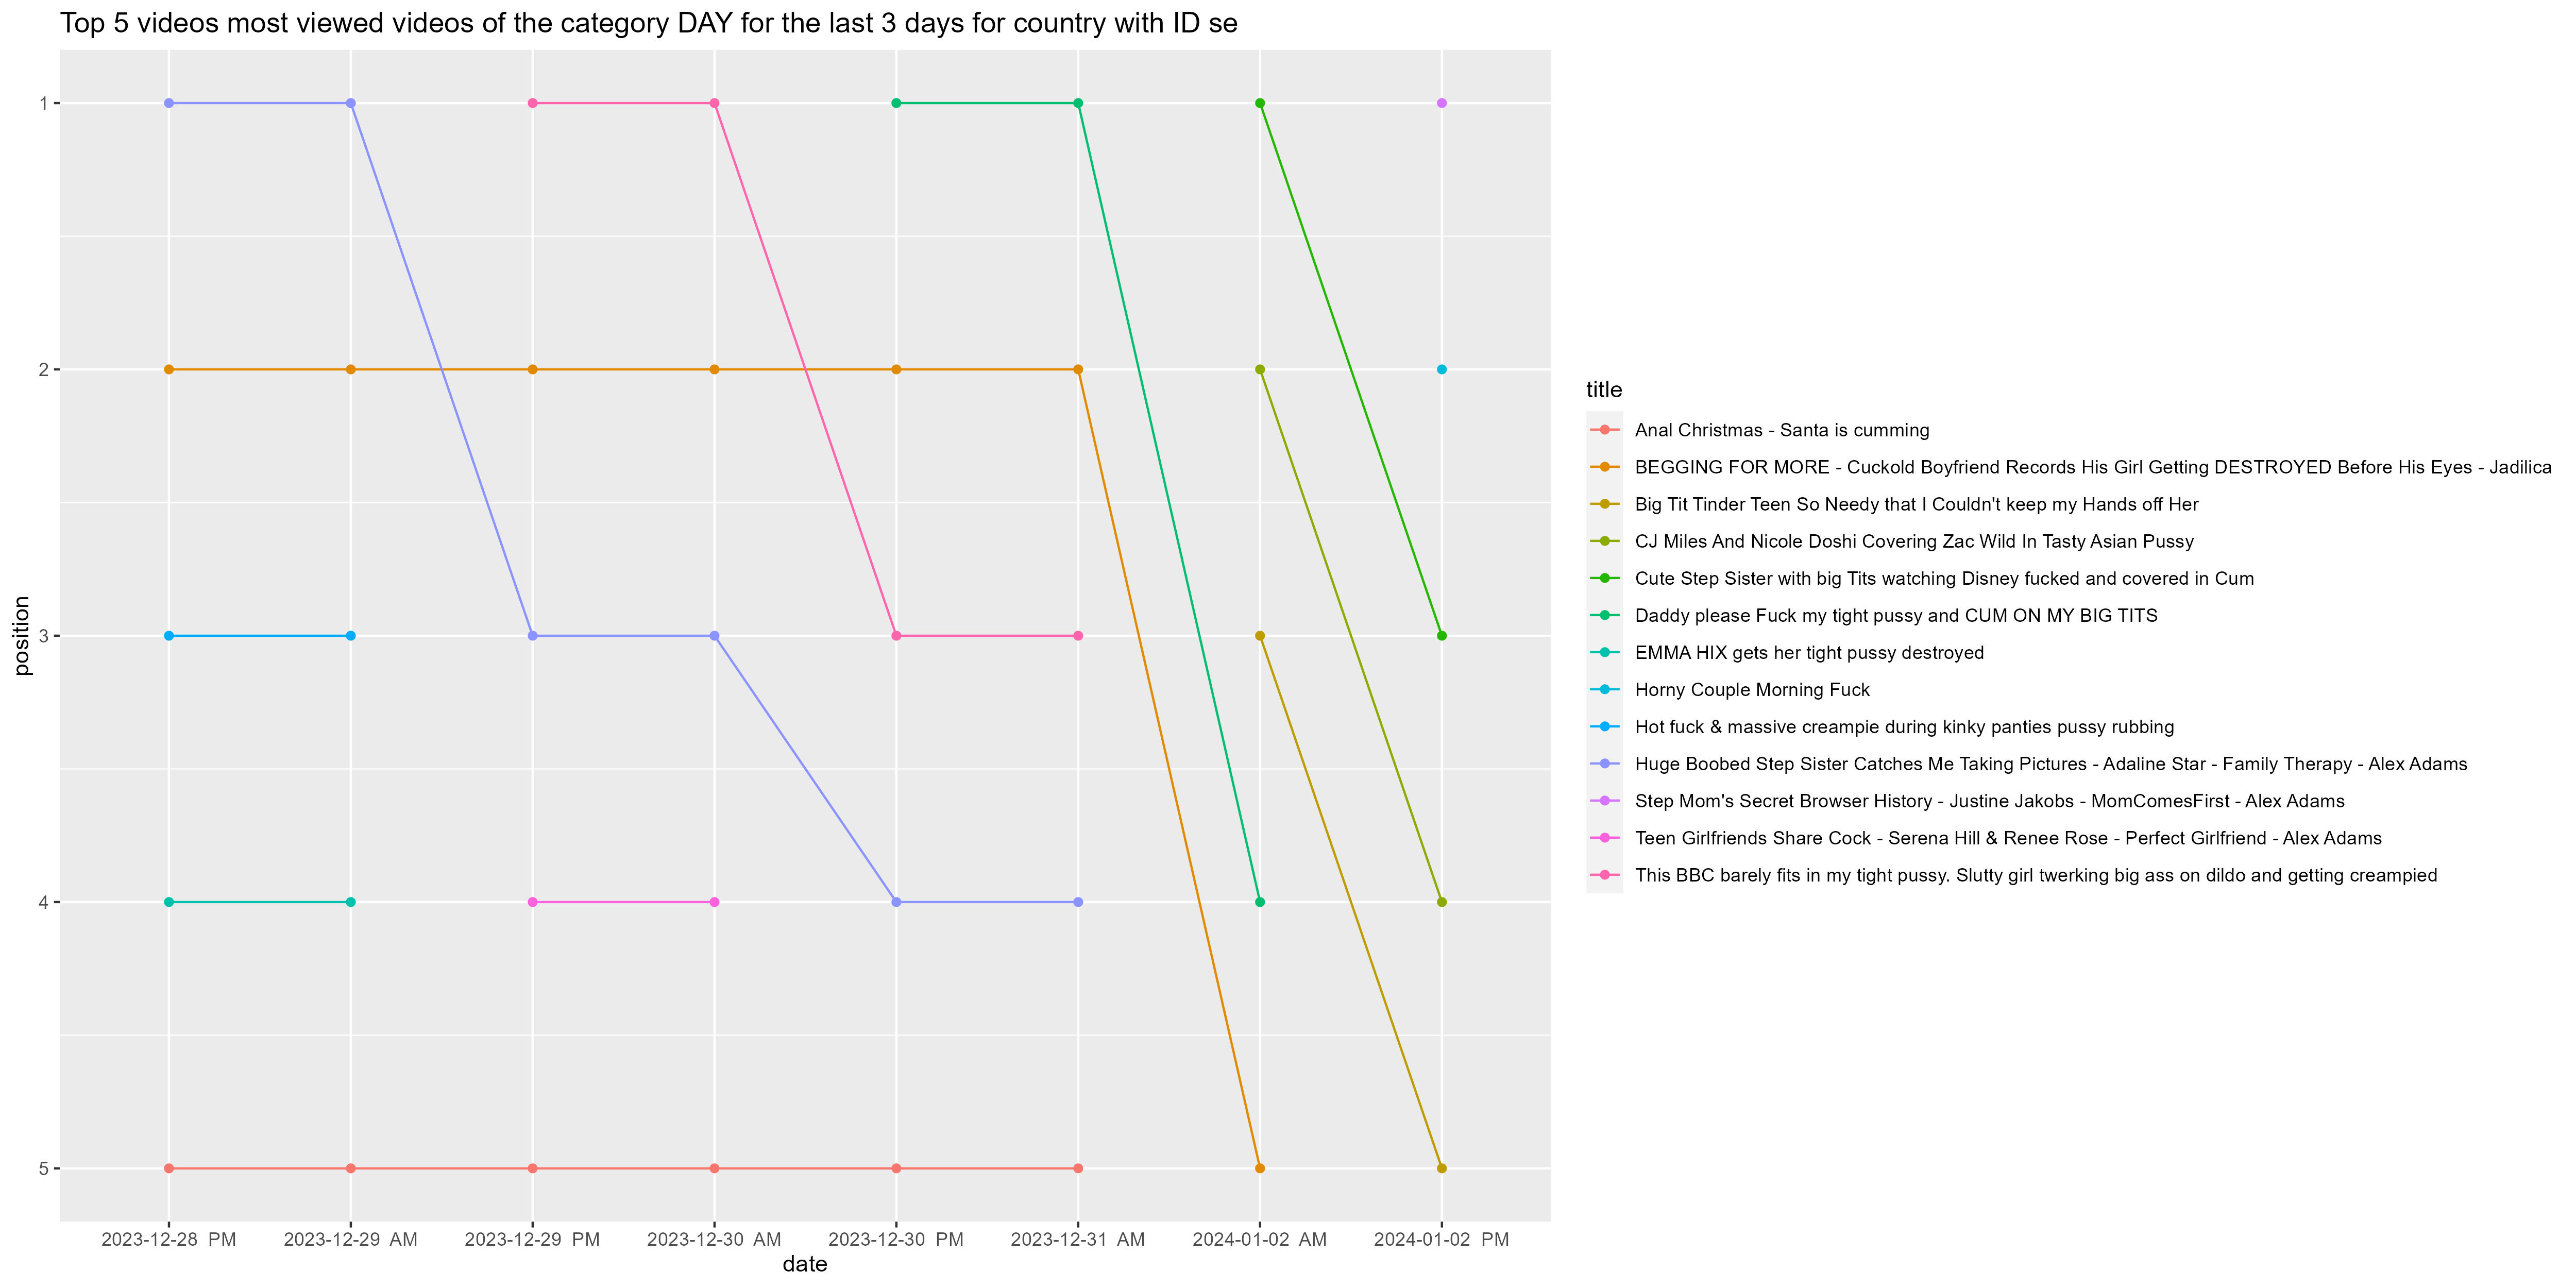 Top 5 videos most viewed videos of the category DAY for the last 3 days for country with ID se
position
1
2
3
4
5
2023-12-28 PM
2023-12-29 AM
2023-12-29 PM
2023-12-30 AM
2023-12-30 PM
2023-12-31 AM
2024-01-02 AM
2024-01-02 PM
date
title
Anal Christmas - Santa is cumming
BEGGING FOR MORE - Cuckold Boyfriend Records His Girl Getting DESTROYED Before His Eyes - Jadilica
Big Tit Tinder Teen So Needy that I Couldn't keep my Hands off Her
CJ Miles And Nicole Doshi Covering Zac Wild In Tasty Asian Pussy
Cute Step Sister with big Tits watching Disney fucked and covered in Cum
Daddy please Fuck my tight pussy and CUM ON MY BIG TITS
EMMA HIX gets her tight pussy destroyed
Horny Couple Morning Fuck
Hot fuck & massive creampie during kinky panties pussy rubbing
Huge Boobed Step Sister Catches Me Taking Pictures - Adaline Star - Family Therapy - Alex Adams
Step Mom's Secret Browser History - Justine Jakobs - MomComesFirst - Alex Adams
Teen Girlfriends Share Cock - Serena Hill & Renee Rose - Perfect Girlfriend - Alex Adams
This BBC barely fits in my tight pussy. Slutty girl twerking big ass on dildo and getting creampied